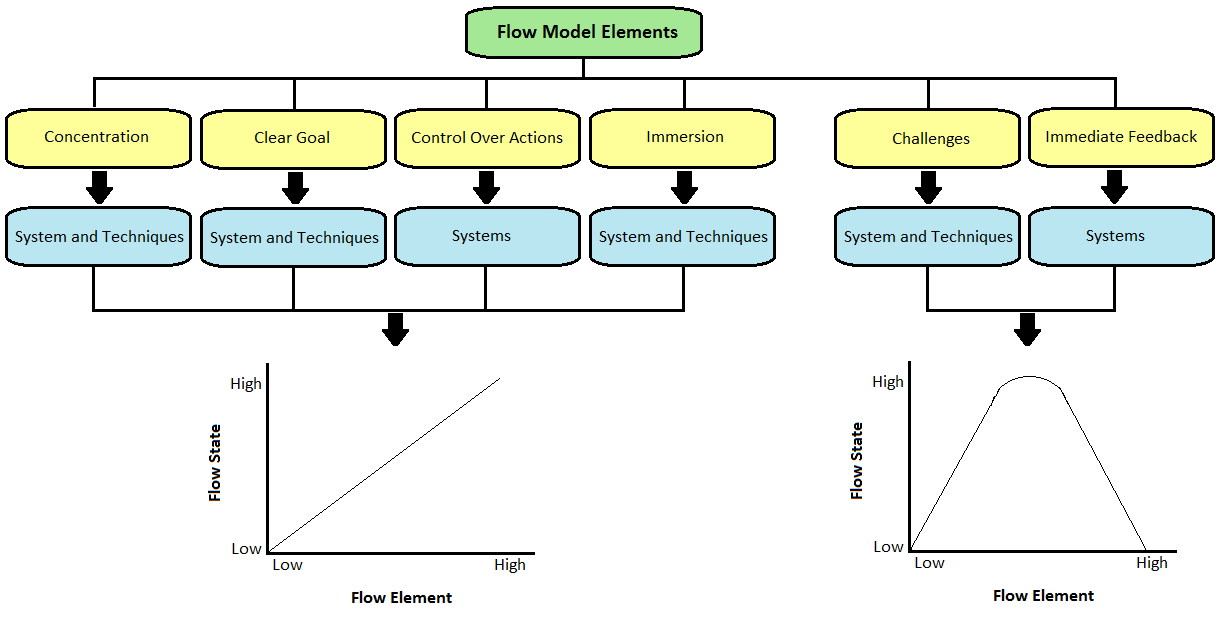 Flow Model Elements
Concentration
Clear Goal
Control Over Actions
Immersion
Challenges
Immediate Feedback
System and Techniques
System and Techniques
Systems
System and Techniques
System and Techniques
Systems
High
Flow State
Low
Low
High
Flow Element
High
Flow State
Low
Low
High
Flow Element